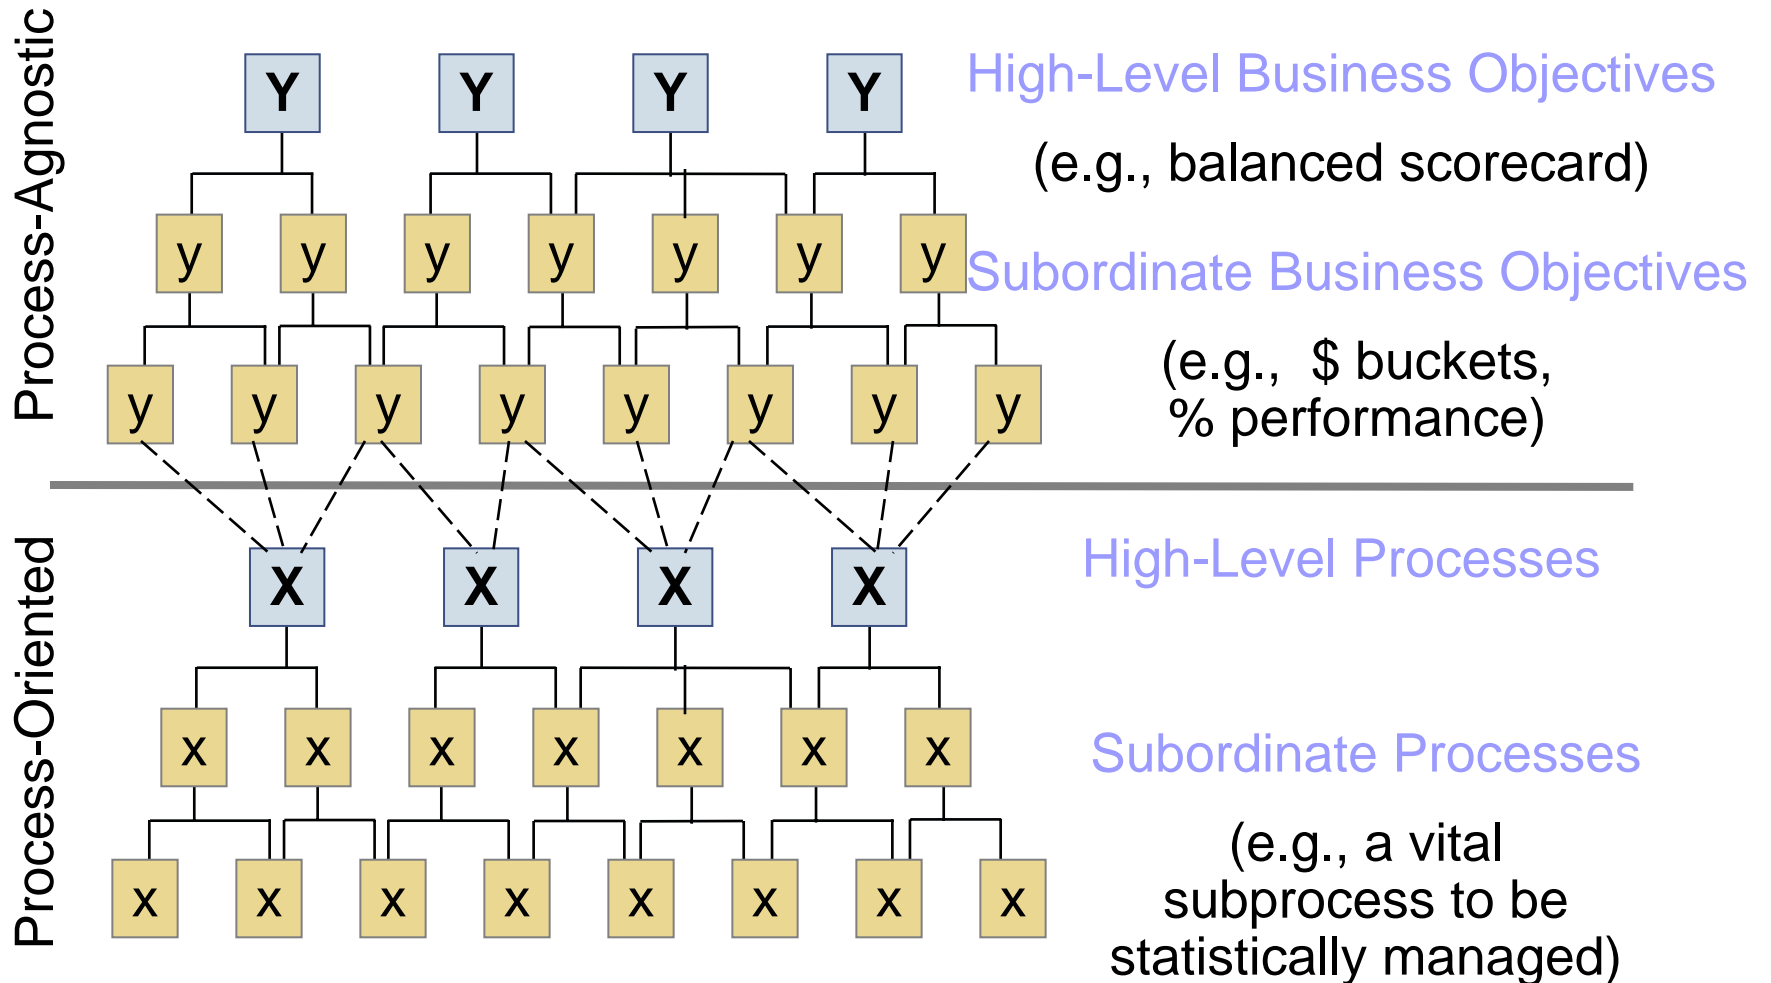 Process-Agnostic
Y Y Y Y
High-Level Business Objectives
(e.g., balanced scorecard)
y y y y y y y
Subordinate Business Objectives
(e.g., $ buckets,
% performance)
y y y y y y y y
Process-Oriented
X X X X
High-Level Processes
x x x x x x x
Subordinate Processes
(e.g., a vital
subprocess to be
statistically managed)
x x x x x x x x